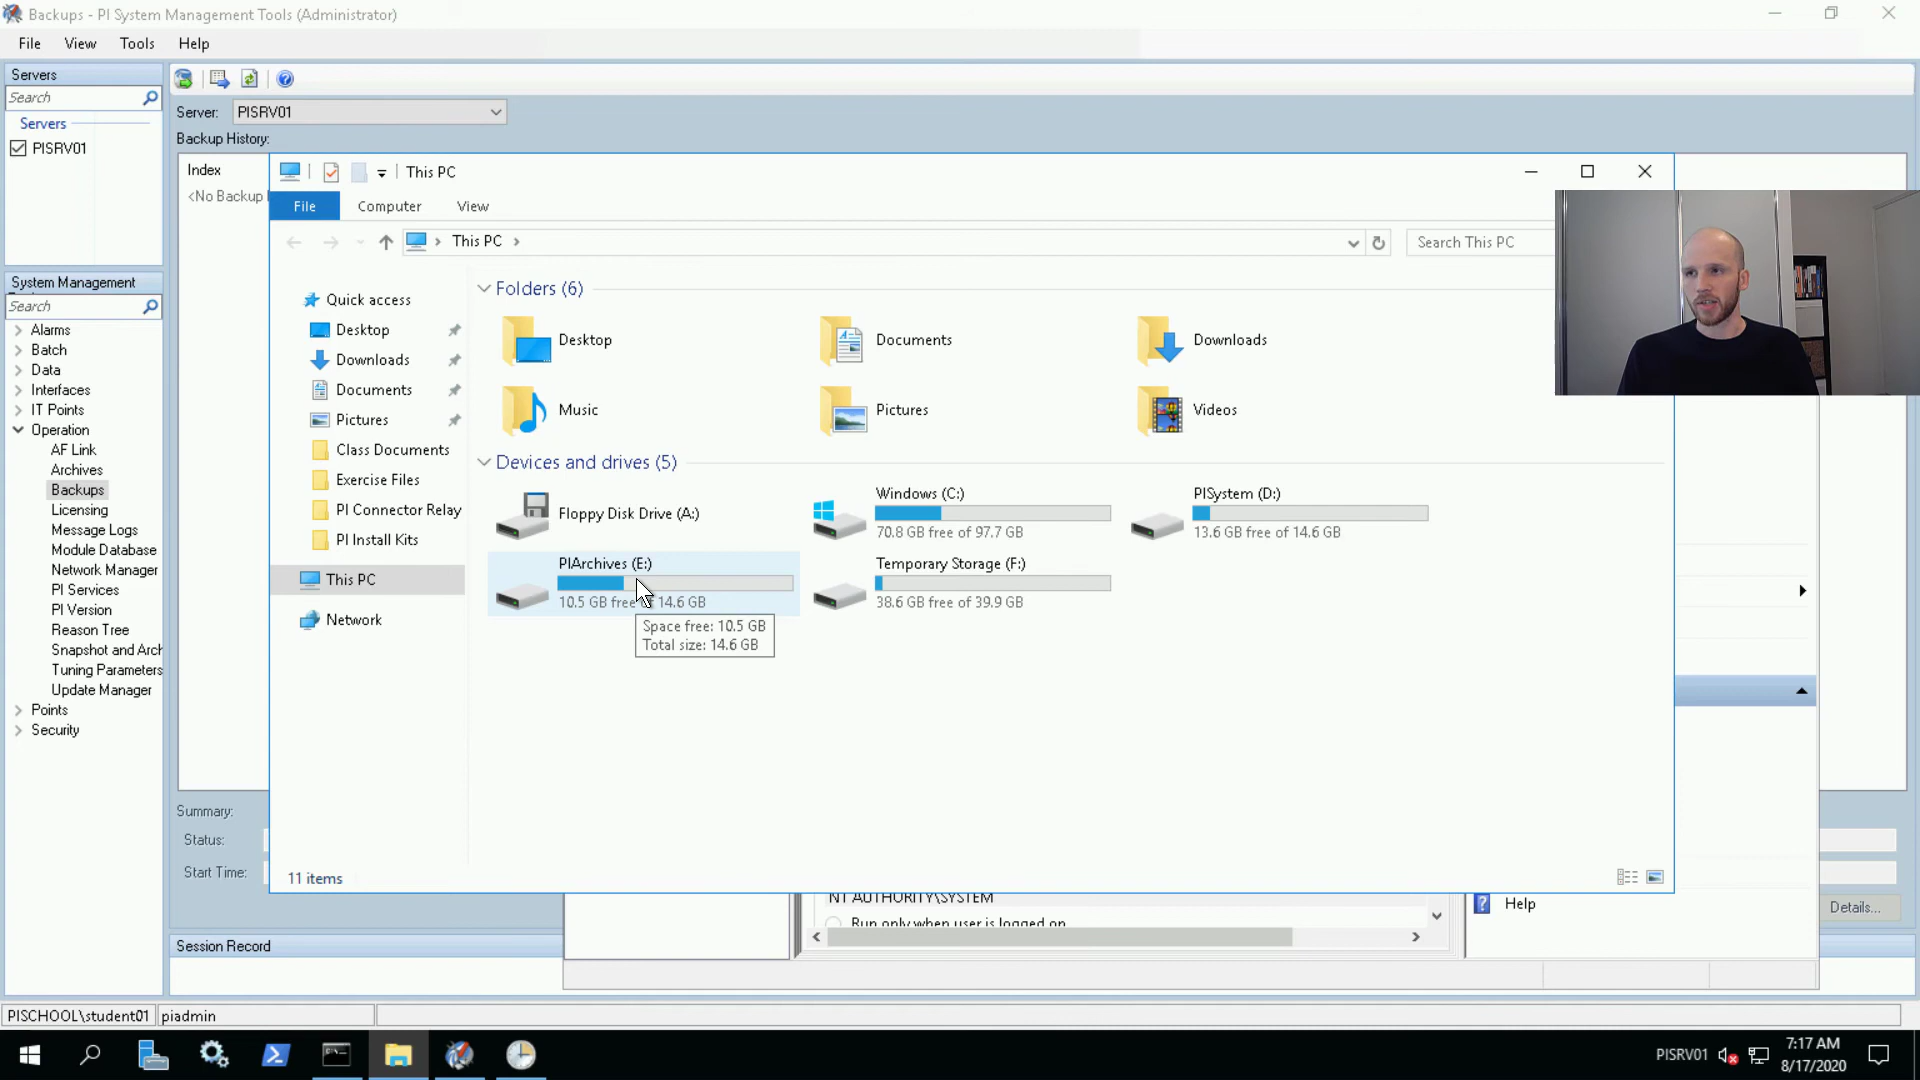 Backups - PI System Management Tools (Administrator)
File View Tools Help
Servers
Search
Servers
PISRV01
Server: PISRV01
Backup History:
Index
<No Backup
This PC
File Computer View
This PC
Search This PC
Quick access
Desktop
Downloads
Documents
Pictures
Class Documents
Exercise Files
PI Connector Relay
PI Install Kits
This PC
Network
Folders (6)
Desktop
Documents
Downloads
Music
Pictures
Videos
Devices and drives (5)
Floppy Disk Drive (A:)
Windows (C:)
70.8 GB free of 97.7 GB
PISystem (D:)
13.6 GB free of 14.6 GB
PIArchives (E:)
10.5 GB free of 14.6 GB
Temporary Storage (F:)
38.6 GB free of 39.9 GB
Space free: 10.5 GB
Total size: 14.6 GB
11 items
System Management
Search
Alarms
Batch
Data
Interfaces
IT Points
Operation
AF Link
Archives
Backups
Licensing
Message Logs
Module Database
Network Manager
PI Services
PI Version
Reason Tree
Snapshot and Arch
Tuning Parameters
Update Manager
Points
Security
Summary:
Status:
Start Time:
NT AUTHORITY\SYSTEM
Run only when user is logged on
Help
Details...
Session Record
PISCHOOL\student01 piadmin
PISRV01
7:17 AM
8/17/2020